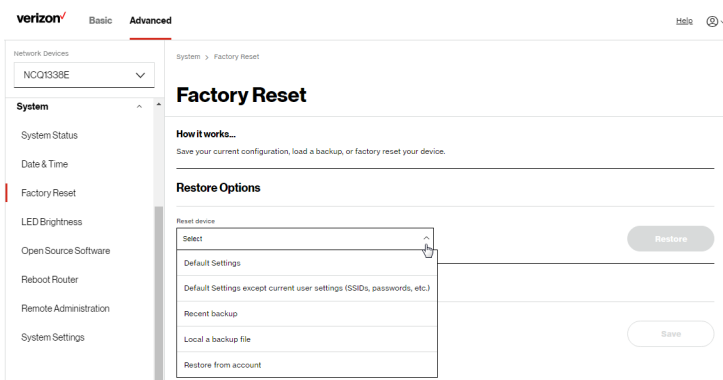 verizon
Basic
Advanced
Help
Network Devices
NCQ1338E
System
System Status
Date & Time
Factory Reset
LED Brightness
Open Source Software
Reboot Router
Remote Administration
System Settings
System > Factory Reset
Factory Reset
How it works...
Save your current configuration, load a backup, or factory reset your device.
Restore Options
Reset device
Select
Restore
Default Settings
Default Settings except current user settings (SSIDs, passwords, etc.)
Recent backup
Local a backup file
Restore from account
Save